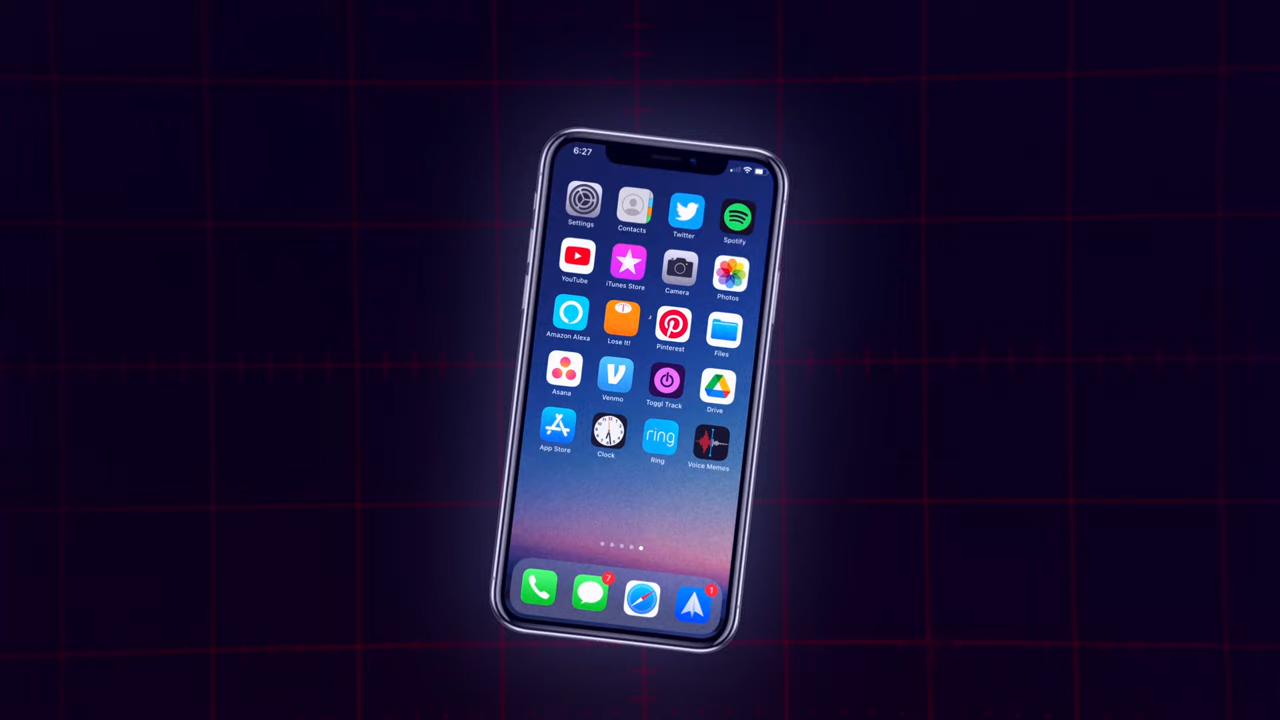 6:27
Settings Contacts Twitter Spotify
YouTube iTunes Store Camera Photos
Amazon Alexa Lose It! Pinterest Files
Asana Venmo Toggl Track Drive
App Store Clock ring Ring Voice Memes
7
1